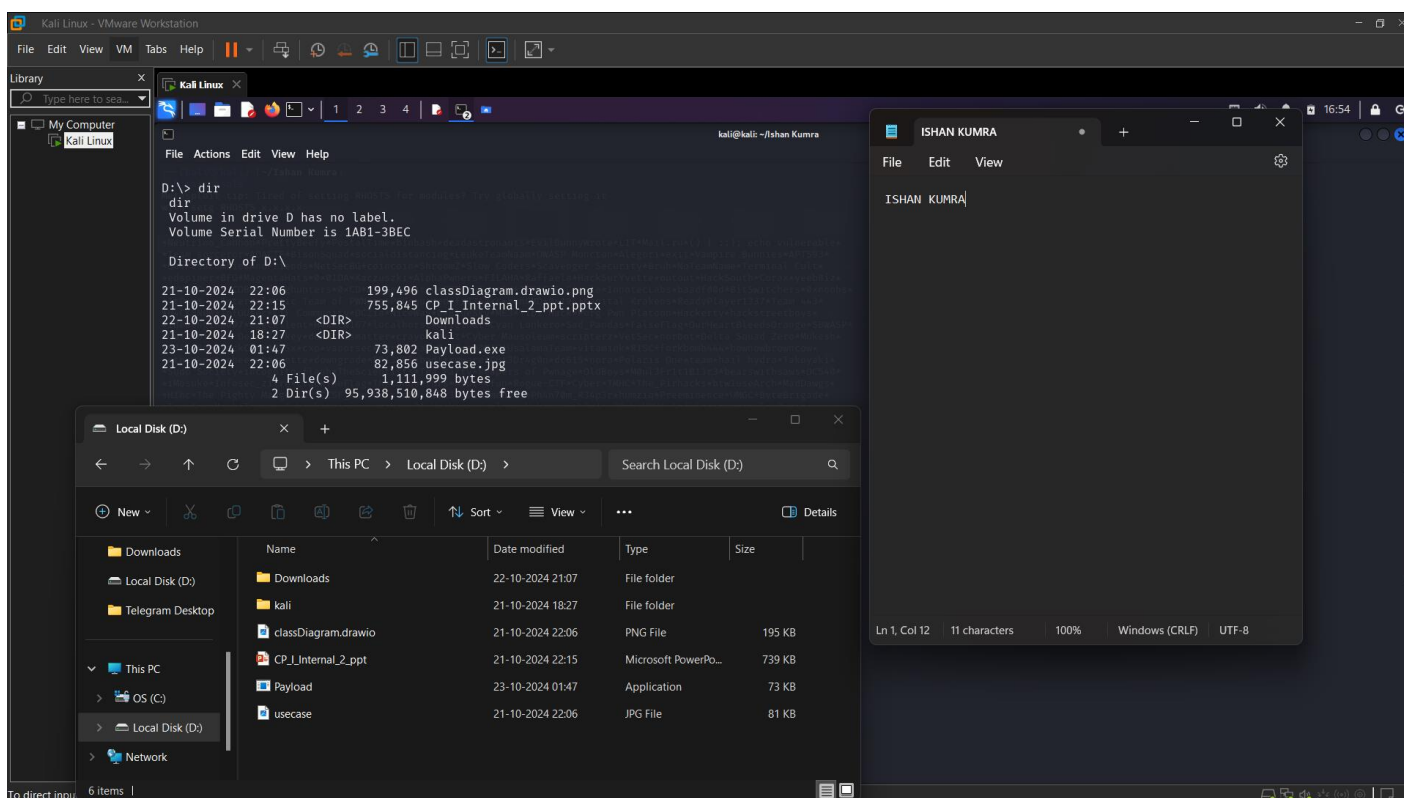 Kali Linux - VMware Workstation
File Edit View VM Tabs Help
Library X
Type here to sea...
My Computer
Kali Linux
Kali Linux
1 2 3 4
16:54
kali@kali: ~/Ishan Kumra
File Actions Edit View Help
D:\> dir
dir
Volume in drive D has no label.
Volume Serial Number is 1AB1-3BEC
Directory of D:\
21-10-2024 22:06 199,496 classDiagram.drawio.png
21-10-2024 22:15 755,845 CP_I_Internal_2_ppt.pptx
22-10-2024 21:07 <DIR> Downloads
21-10-2024 18:27 <DIR> kali
23-10-2024 01:47 73,802 Payload.exe
21-10-2024 22:06 82,856 usecase.jpg
4 File(s) 1,111,999 bytes
2 Dir(s) 95,938,510,848 bytes free
ISHAN KUMRA
File Edit View
ISHAN KUMRA
Ln 1, Col 12 11 characters 100% Windows (CRLF) UTF-8
Local Disk (D:)
This PC > Local Disk (D:) >
Search Local Disk (D:)
New Sort View ... Details
Downloads
Local Disk (D:)
Telegram Desktop
This PC
OS (C:)
Local Disk (D:)
Network
Name Date modified Type Size
Downloads 22-10-2024 21:07 File folder
kali 21-10-2024 18:27 File folder
classDiagram.drawio 21-10-2024 22:06 PNG File 195 KB
CP_I_Internal_2_ppt 21-10-2024 22:15 Microsoft PowerPo... 739 KB
Payload 23-10-2024 01:47 Application 73 KB
usecase 21-10-2024 22:06 JPG File 81 KB
6 items
To direct inpu